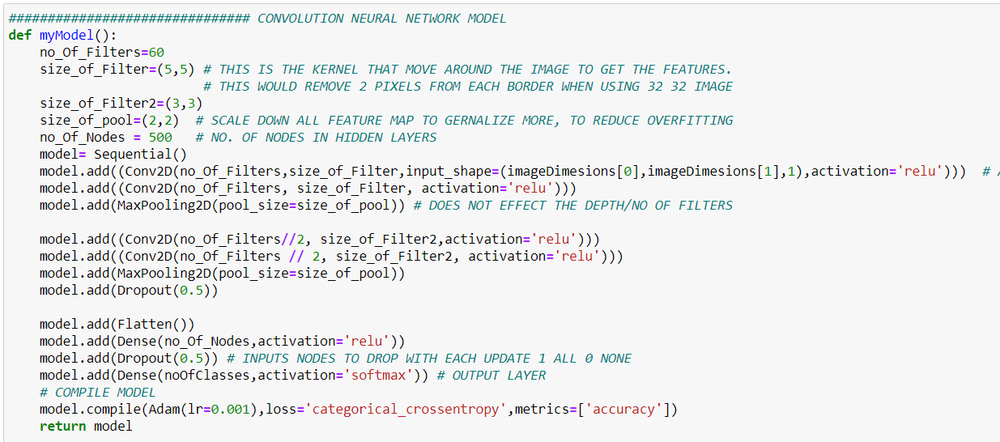 ############################### CONVOLUTION NEURAL NETWORK MODEL
def myModel():
    no_Of_Filters=60
    size_of_Filter=(5,5) # THIS IS THE KERNEL THAT MOVE AROUND THE IMAGE TO GET THE FEATURES.
                         # THIS WOULD REMOVE 2 PIXELS FROM EACH BORDER WHEN USING 32 32 IMAGE
    size_of_Filter2=(3,3)
    size_of_pool=(2,2)  # SCALE DOWN ALL FEATURE MAP TO GERNALIZE MORE, TO REDUCE OVERFITTING
    no_Of_Nodes = 500   # NO. OF NODES IN HIDDEN LAYERS
    model= Sequential()
    model.add((Conv2D(no_Of_Filters,size_of_Filter,input_shape=(imageDimesions[0],imageDimesions[1],1),activation='relu')))  #
    model.add((Conv2D(no_Of_Filters, size_of_Filter, activation='relu')))
    model.add(MaxPooling2D(pool_size=size_of_pool)) # DOES NOT EFFECT THE DEPTH/NO OF FILTERS

    model.add((Conv2D(no_Of_Filters//2, size_of_Filter2,activation='relu')))
    model.add((Conv2D(no_Of_Filters // 2, size_of_Filter2, activation='relu')))
    model.add(MaxPooling2D(pool_size=size_of_pool))
    model.add(Dropout(0.5))

    model.add(Flatten())
    model.add(Dense(no_Of_Nodes,activation='relu'))
    model.add(Dropout(0.5)) # INPUTS NODES TO DROP WITH EACH UPDATE 1 ALL 0 NONE
    model.add(Dense(noOfClasses,activation='softmax')) # OUTPUT LAYER
    # COMPILE MODEL
    model.compile(Adam(lr=0.001),loss='categorical_crossentropy',metrics=['accuracy'])
    return model